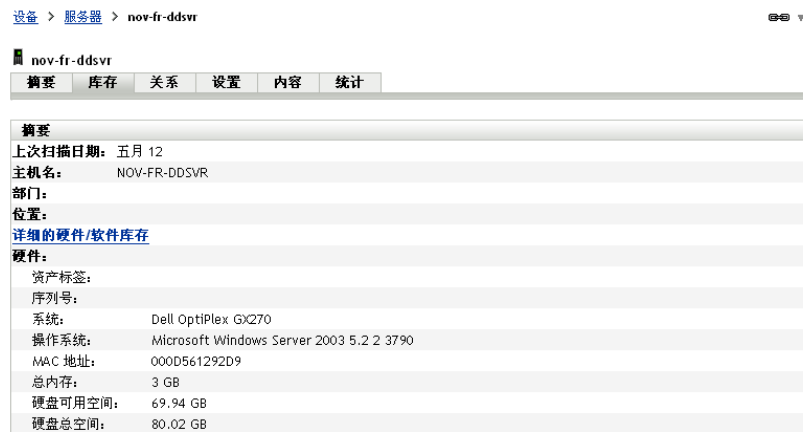 设备 > 服务器 > nov-fr-ddsvr
nov-fr-ddsvr
摘要 库存 关系 设置 内容 统计
摘要
上次扫描日期: 五月 12
主机名: NOV-FR-DDSVR
部门:
位置:
详细的硬件/软件库存
硬件:
资产标签:
序列号:
系统: Dell OptiPlex GX270
操作系统: Microsoft Windows Server 2003 5.2 2 3790
MAC 地址: 000D561292D9
总内存: 3 GB
硬盘可用空间: 69.94 GB
硬盘总空间: 80.02 GB